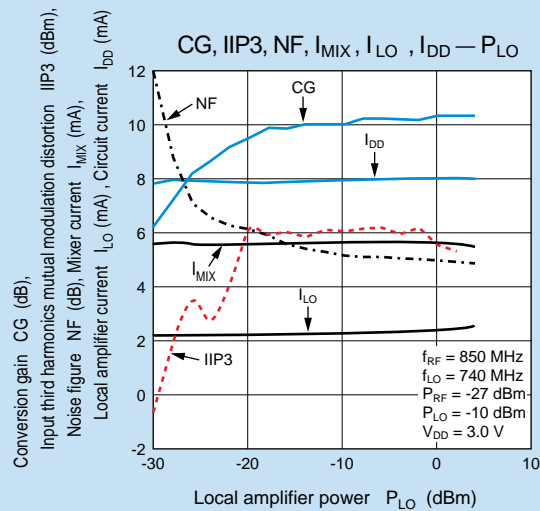 CG, IIP3, NF, I_MIX , I_LO , I_DD — P_LO
Conversion gain CG (dB),
Input third harmonics mutual modulation distortion IIP3 (dBm),
Noise figure NF (dB), Mixer current I_MIX (mA),
Local amplifier current I_LO (mA) , Circuit current I_DD (mA)
12
10
8
6
4
2
0
-2
NF
CG
I_DD
I_MIX
I_LO
IIP3
f_RF = 850 MHz
f_LO = 740 MHz
P_RF = -27 dBm
P_LO = -10 dBm
V_DD = 3.0 V
-30 -20 -10 0 10
Local amplifier power P_LO (dBm)